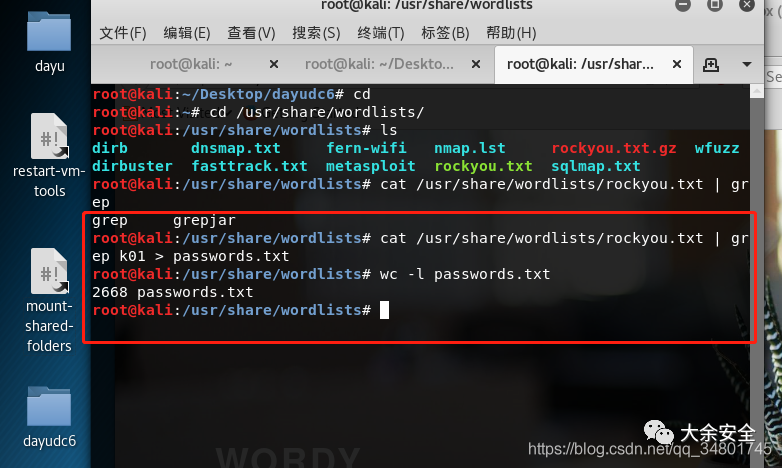 root@kali: /usr/share/wordlists
文件(F) 编辑(E) 查看(V) 搜索(S) 终端(T) 标签(B) 帮助(H)
root@kali: ~ × root@kali: ~/Deskto... × root@kali: /usr/shar... ×
root@kali:~/Desktop/dayudc6# cd
root@kali:~# cd /usr/share/wordlists/
root@kali:/usr/share/wordlists# ls
dirb dnsmap.txt fern-wifi nmap.lst rockyou.txt.gz wfuzz
dirbuster fasttrack.txt metasploit rockyou.txt sqlmap.txt
root@kali:/usr/share/wordlists# cat /usr/share/wordlists/rockyou.txt | gr
ep
grep grepjar
root@kali:/usr/share/wordlists# cat /usr/share/wordlists/rockyou.txt | gr
ep k01 > passwords.txt
root@kali:/usr/share/wordlists# wc -l passwords.txt
2668 passwords.txt
root@kali:/usr/share/wordlists#
dayu
#!
restart-vm-
tools
#!
mount-
shared-
folders
dayudc6
WORDY
大余安全
https://blog.csdn.net/qq_34801745